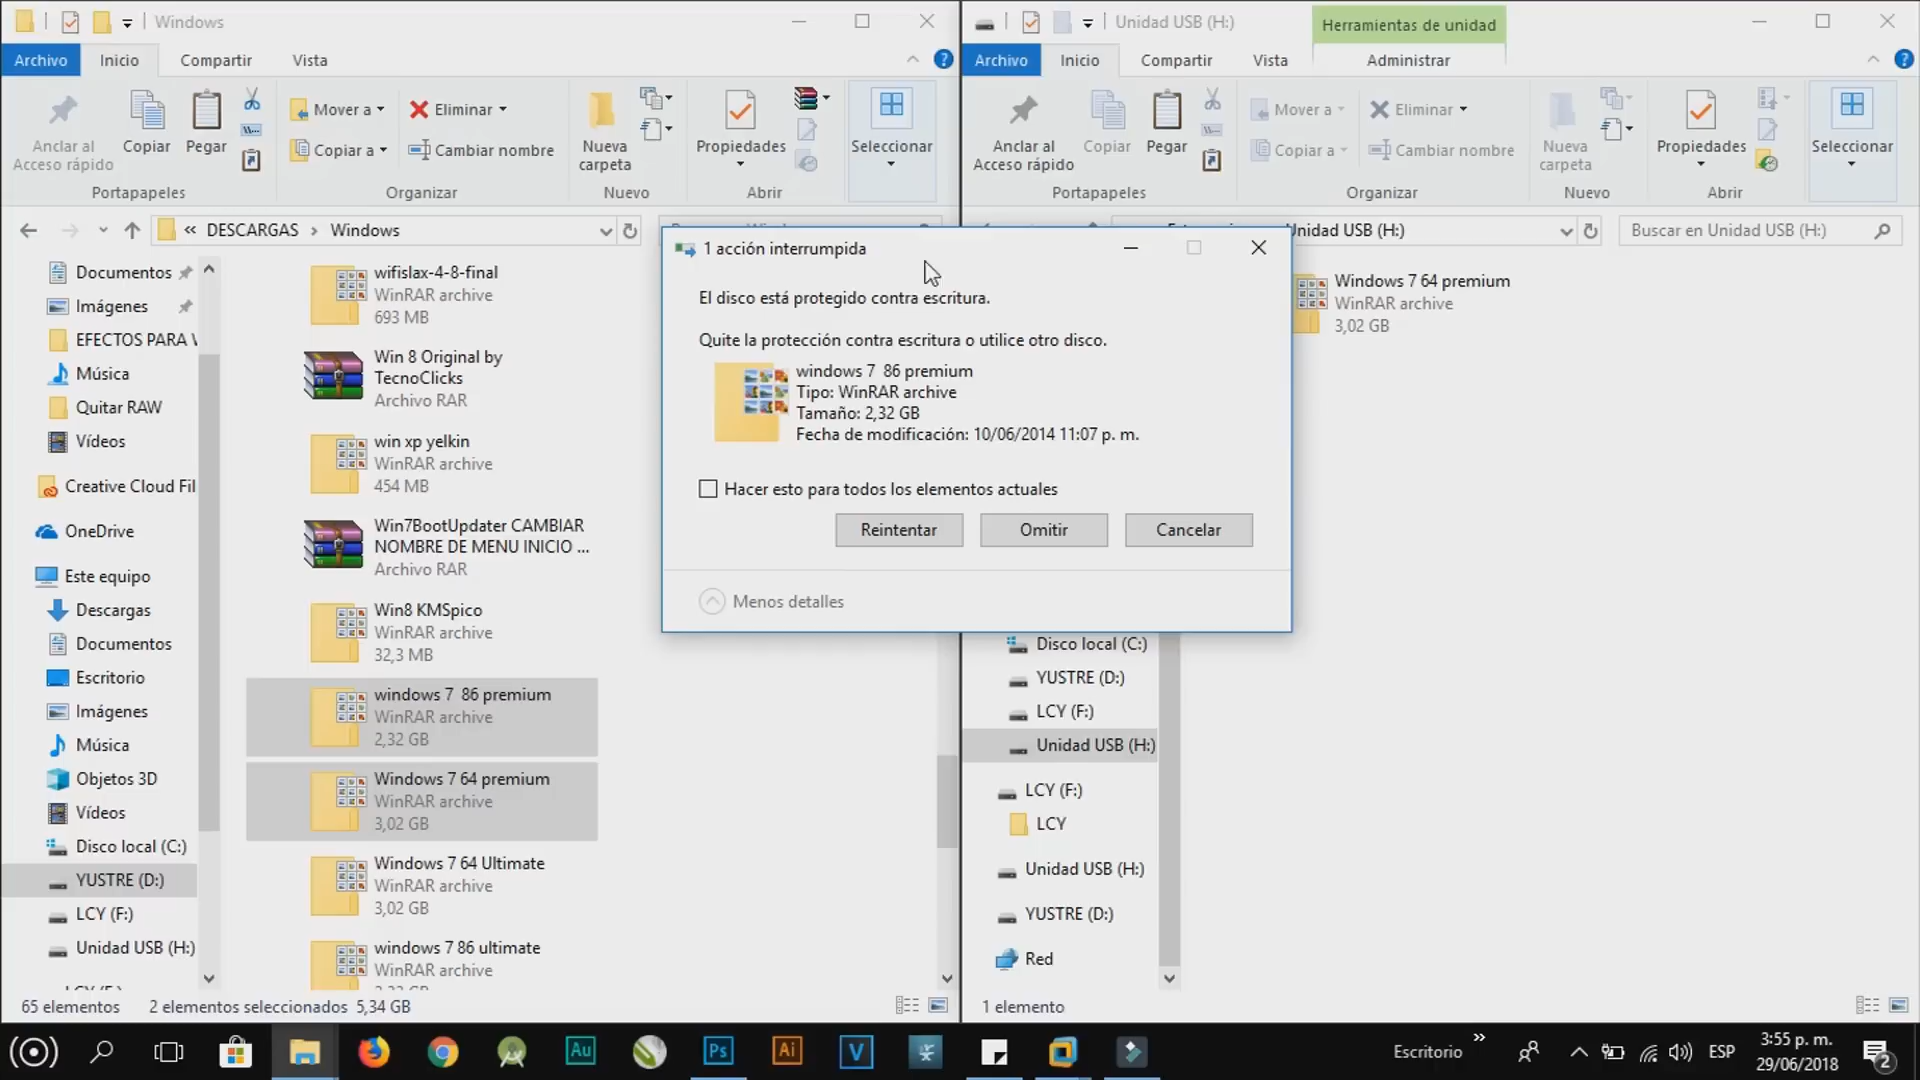 Windows
Archivo
Inicio
Compartir
Vista
Anclar al
Acceso rápido
Copiar
Pegar
Mover a
Copiar a
Eliminar
Cambiar nombre
Nueva
carpeta
Propiedades
Seleccionar
Portapapeles
Organizar
Nuevo
Abrir
« DESCARGAS > Windows
Documentos
Imágenes
EFECTOS PARA
Música
Quitar RAW
Vídeos
Creative Cloud Fil
OneDrive
Este equipo
Descargas
Documentos
Escritorio
Imágenes
Música
Objetos 3D
Vídeos
Disco local (C:)
YUSTRE (D:)
LCY (F:)
Unidad USB (H:)
wifislax-4-8-final
WinRAR archive
693 MB
Win 8 Original by
TecnoClicks
Archivo RAR
win xp yelkin
WinRAR archive
454 MB
Win7BootUpdater CAMBIAR
NOMBRE DE MENU INICIO ...
Archivo RAR
Win8 KMSpico
WinRAR archive
32,3 MB
windows 7  86 premium
WinRAR archive
2,32 GB
Windows 7 64 premium
WinRAR archive
3,02 GB
Windows 7 64 Ultimate
WinRAR archive
3,02 GB
windows 7 86 ultimate
WinRAR archive
65 elementos
2 elementos seleccionados  5,34 GB
1 acción interrumpida
El disco está protegido contra escritura.
Quite la protección contra escritura o utilice otro disco.
windows 7  86 premium
Tipo: WinRAR archive
Tamaño: 2,32 GB
Fecha de modificación: 10/06/2014 11:07 p. m.
Hacer esto para todos los elementos actuales
Reintentar
Omitir
Cancelar
Menos detalles
Unidad USB (H:)
Herramientas de unidad
Archivo
Inicio
Compartir
Vista
Administrar
Anclar al
Acceso rápido
Copiar
Pegar
Mover a
Copiar a
Eliminar
Cambiar nombre
Nueva
carpeta
Propiedades
Seleccionar
Portapapeles
Organizar
Nuevo
Abrir
Unidad USB (H:)
Buscar en Unidad USB (H:)
Windows 7 64 premium
WinRAR archive
3,02 GB
Disco local (C:)
YUSTRE (D:)
LCY (F:)
Unidad USB (H:)
LCY (F:)
LCY
Unidad USB (H:)
YUSTRE (D:)
Red
1 elemento
Au
Ps
Ai
V
Escritorio
ESP
3:55 p. m.
29/06/2018
2